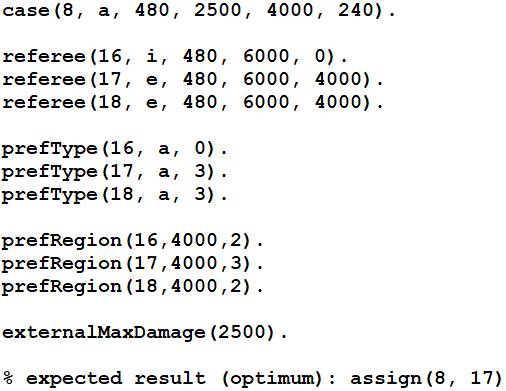 case(8, a, 480, 2500, 4000, 240).
referee(16, i, 480, 6000, 0).
referee(17, e, 480, 6000, 4000).
referee(18, e, 480, 6000, 4000).
prefType(16, a, 0).
prefType(17, a, 3).
prefType(18, a, 3).
prefRegion(16,4000,2).
prefRegion(17,4000,3).
prefRegion(18,4000,2).
externalMaxDamage(2500).
% expected result (optimum): assign(8, 17)